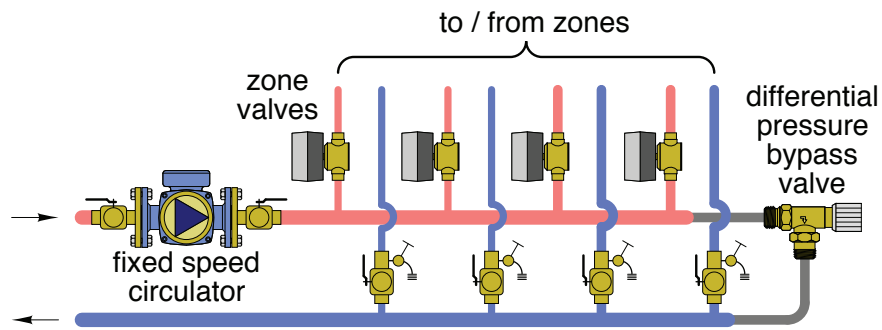 to / from zones
zone
valves
differential
pressure
bypass
valve
fixed speed
circulator